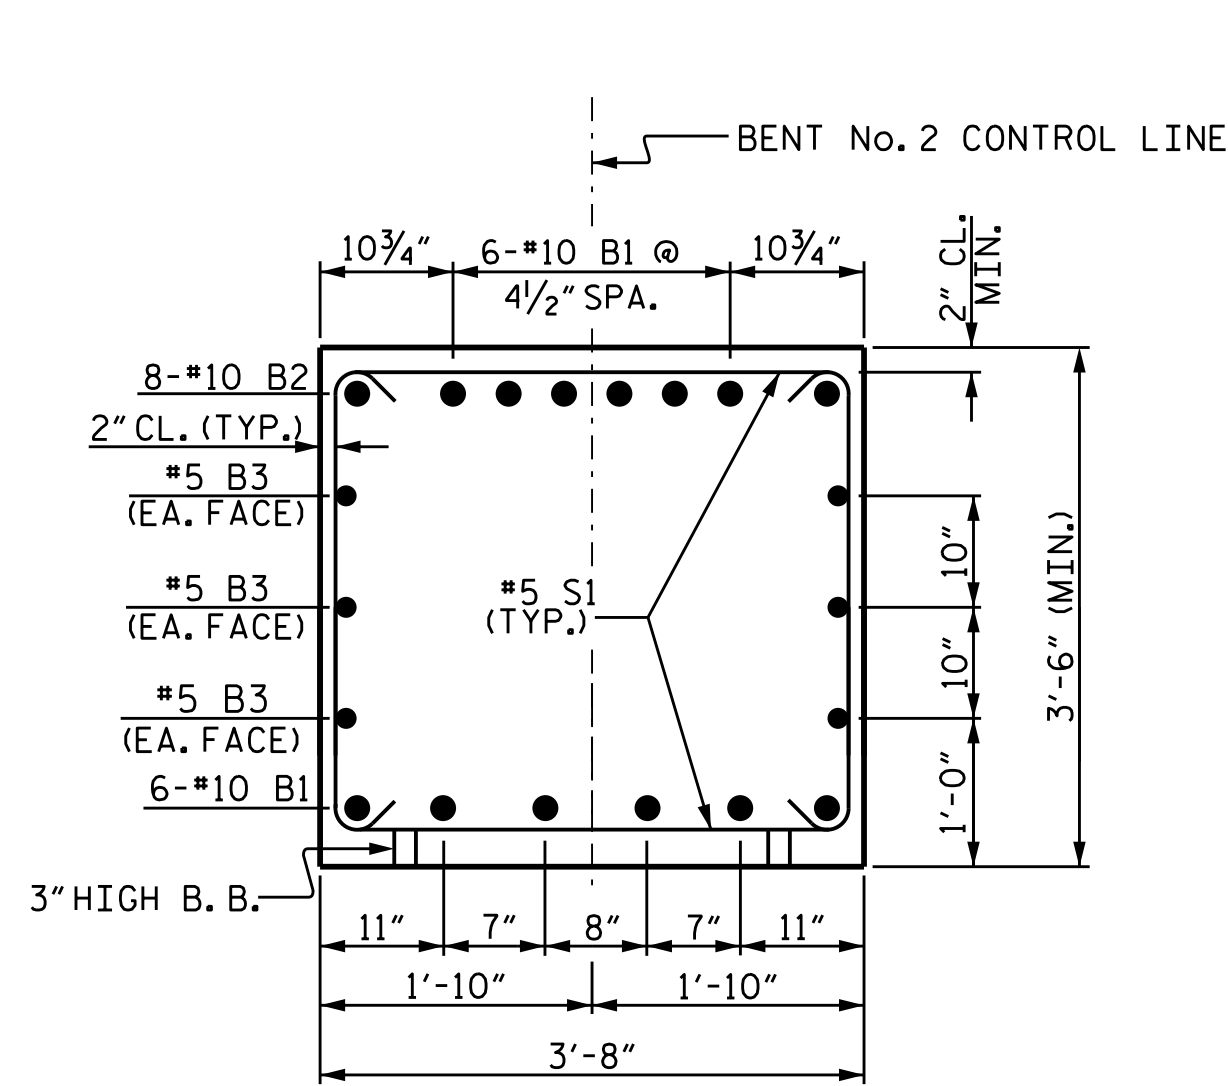 BENT No. 2 CONTROL LINE
10¾" 6-#10 B1 @ 10¾"
4½" SPA.
2" CL.
MIN.
8-#10 B2
2" CL. (TYP.)
#5 B3
(EA. FACE)
#5 B3
(EA. FACE)
#5 B3
(EA. FACE)
6-#10 B1
#5 S1
(TYP.)
10"
10"
1'-0"
3'-6" (MIN.)
3" HIGH B.B.
11" 7" 8" 7" 11"
1'-10" 1'-10"
3'-8"